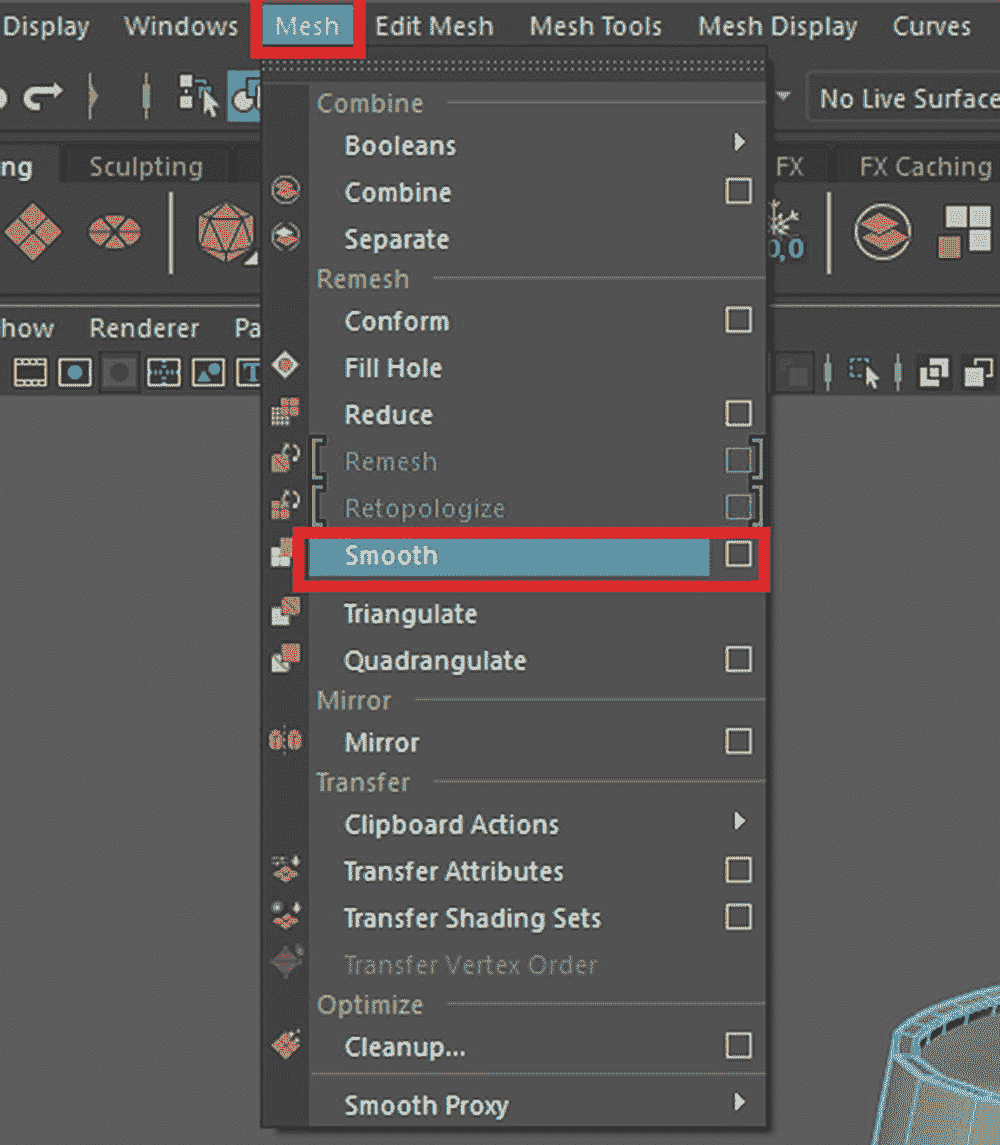 Display Windows Mesh Edit Mesh Mesh Tools Mesh Display Curves
No Live Surface
ng Sculpting FX FX Caching
0,0
how Renderer Pa
T
Combine
Booleans
Combine
Separate
Remesh
Conform
Fill Hole
Reduce
Remesh
Retopologize
Smooth
Triangulate
Quadrangulate
Mirror
Mirror
Transfer
Clipboard Actions
Transfer Attributes
Transfer Shading Sets
Transfer Vertex Order
Optimize
Cleanup...
Smooth Proxy